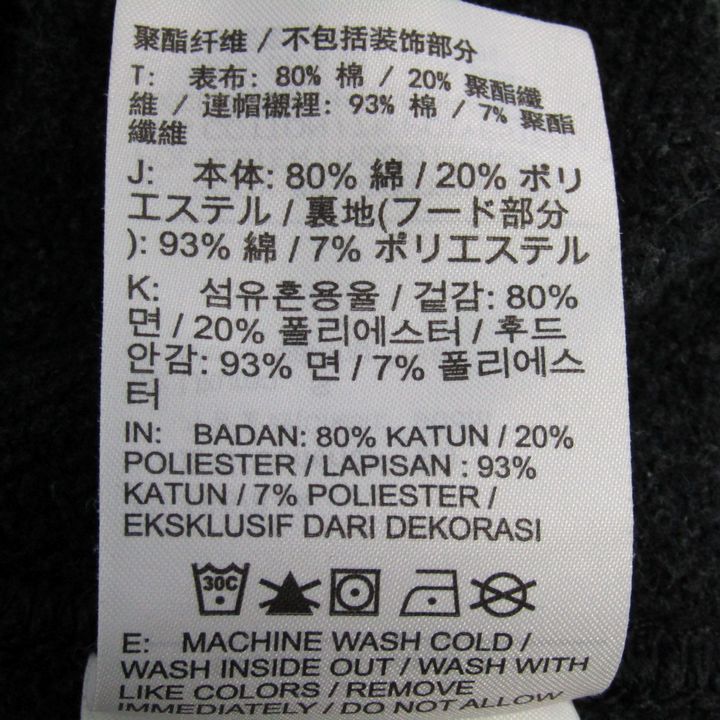 聚酯纤维 / 不包括装饰部分
T: 表布: 80% 棉 / 20% 聚酯纖
維 / 連帽襯裡: 93% 棉 / 7% 聚酯
纖維
J: 本体: 80% 綿 / 20% ポリ
エステル / 裏地(フード部分
): 93% 綿 / 7% ポリエステル
K: 섬유혼용율 / 겉감: 80%
면 / 20% 폴리에스터 / 후드
안감: 93% 면 / 7% 폴리에스
터
IN: BADAN: 80% KATUN / 20%
POLIESTER / LAPISAN : 93%
KATUN / 7% POLIESTER /
EKSKLUSIF DARI DEKORASI
30C
E: MACHINE WASH COLD /
WASH INSIDE OUT / WASH WITH
LIKE COLORS / REMOVE
IMMEDIATELY / DO NOT ALLOW